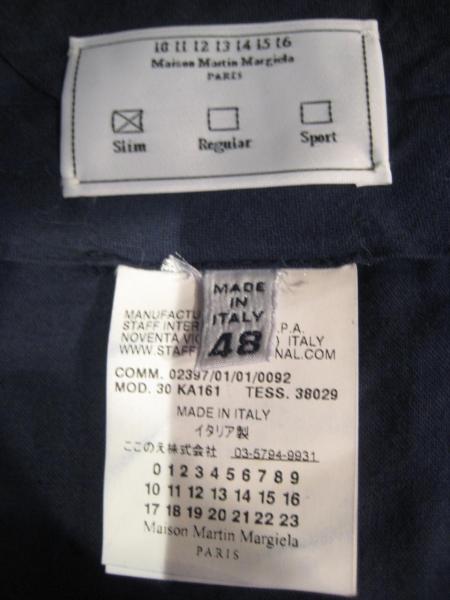 10 11 12 13 14 15 16
Maison Martin Margiela
PARIS
Slim Regular Sport
MADE
IN
ITALY
48
MANUFACTU
STAFF INTER P.A.
NOVENTA VI ) ITALY
WWW.STAFF NAL.COM
COMM. 02397/01/01/0092
MOD. 30 KA161 TESS. 38029
MADE IN ITALY
イタリア製
ここのえ株式会社 03-5794-9931
0 1 2 3 4 5 6 7 8 9
10 11 12 13 14 15 16
17 18 19 20 21 22 23
Maison Martin Margiela
PARIS